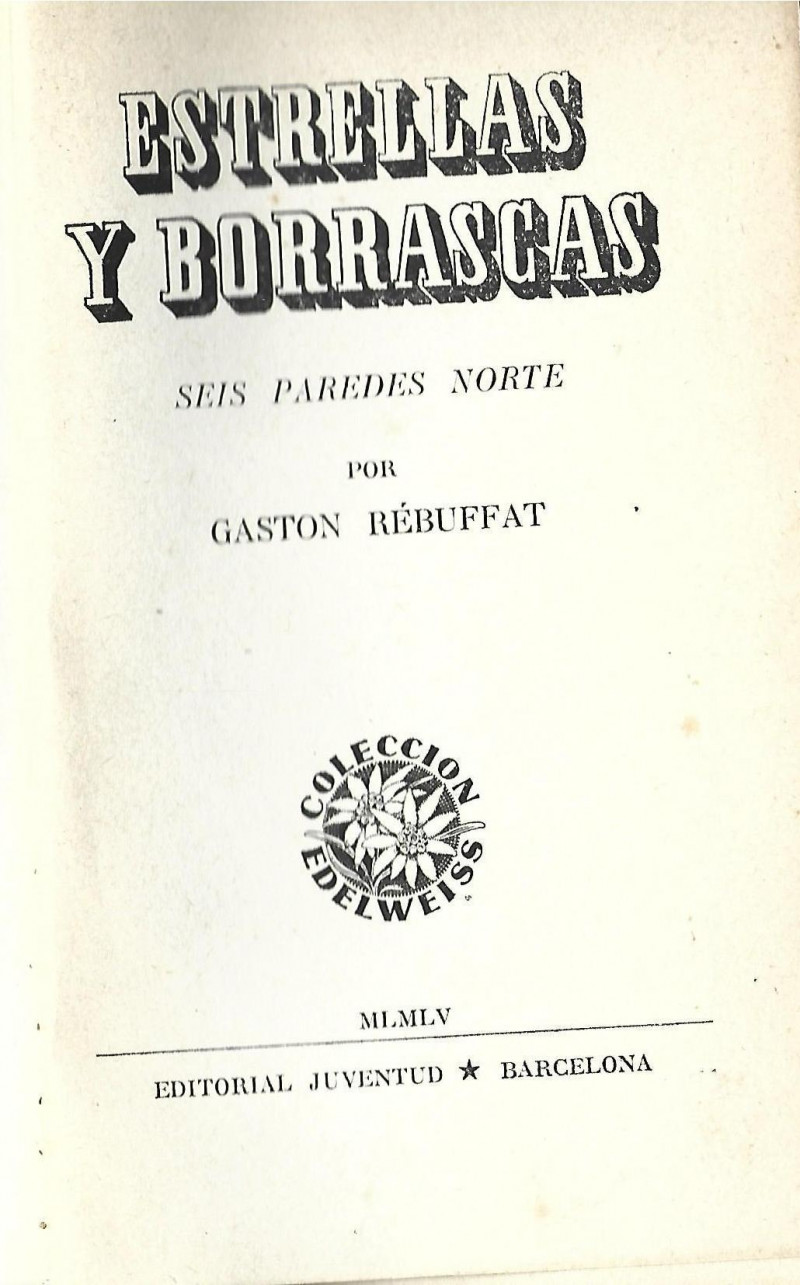 ESTRELLAS
Y BORRASCAS
SEIS PAREDES NORTE
POR
GASTON RÉBUFFAT
COLECCION
EDELWEISS
MLMLV
EDITORIAL JUVENTUD ★ BARCELONA